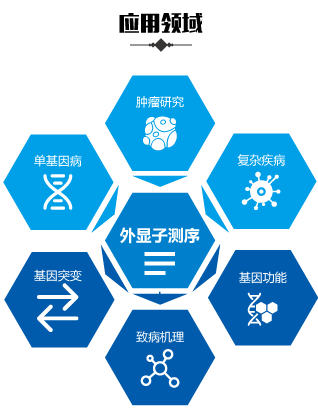 应用领域
肿瘤研究
单基因病
复杂疾病
外显子测序
基因突变
基因功能
致病机理